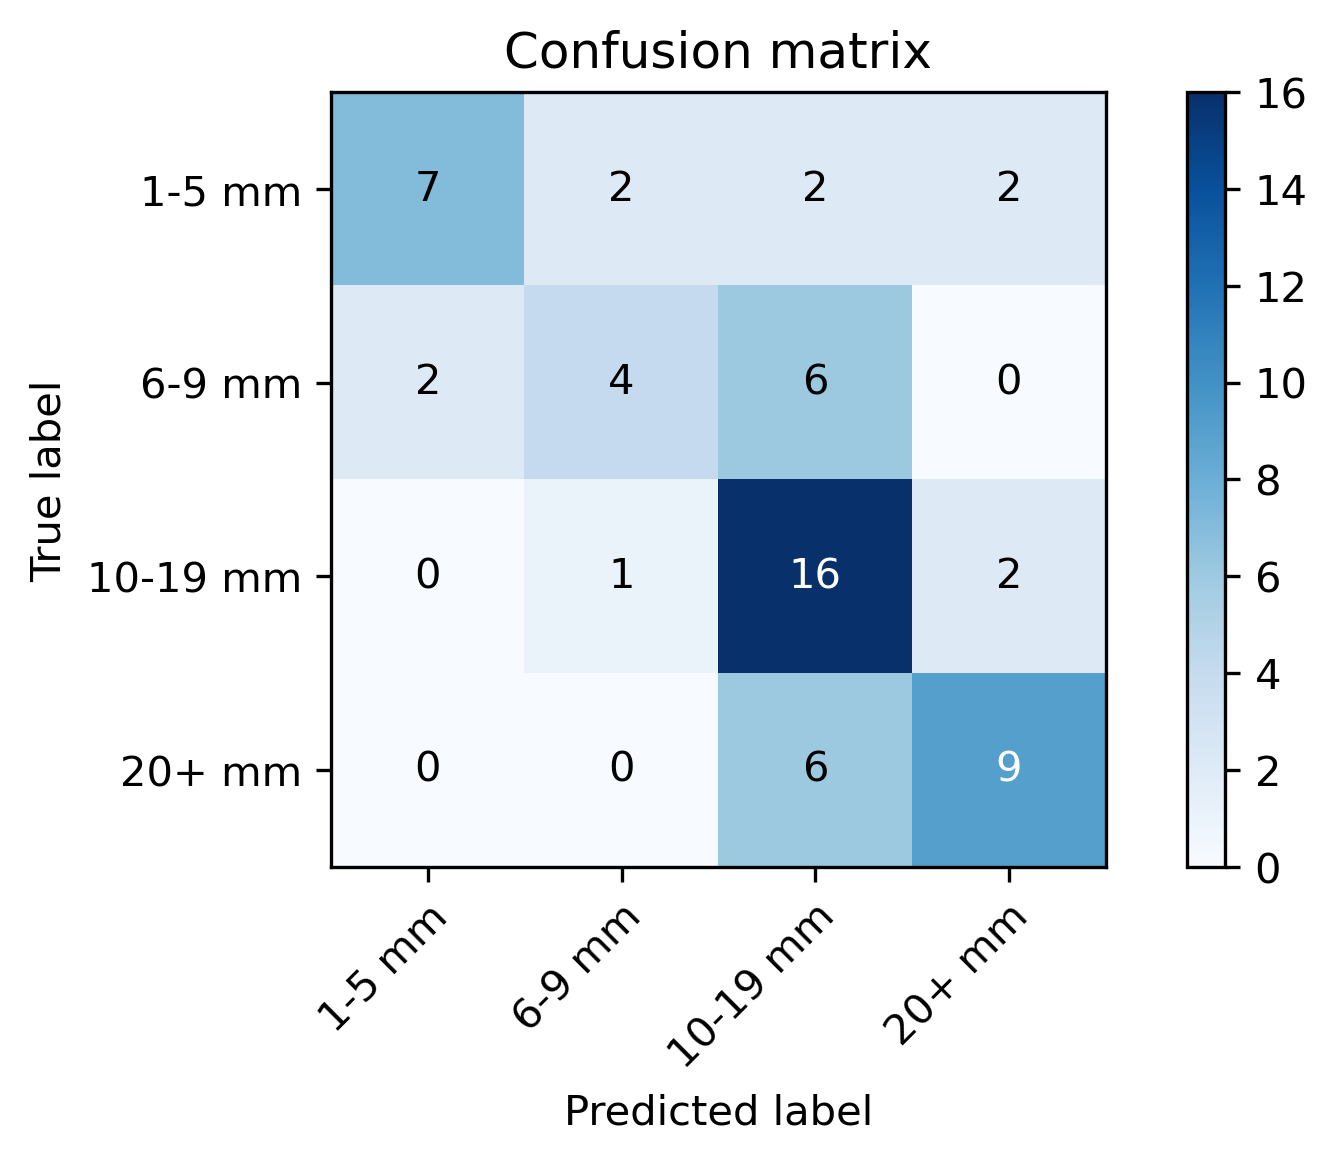 Confusion matrix
1-5 mm 7 2 2 2
6-9 mm 2 4 6 0
10-19 mm 0 1 16 2
20+ mm 0 0 6 9
1-5 mm 6-9 mm 10-19 mm 20+ mm
True label
Predicted label
16
14
12
10
8
6
4
2
0